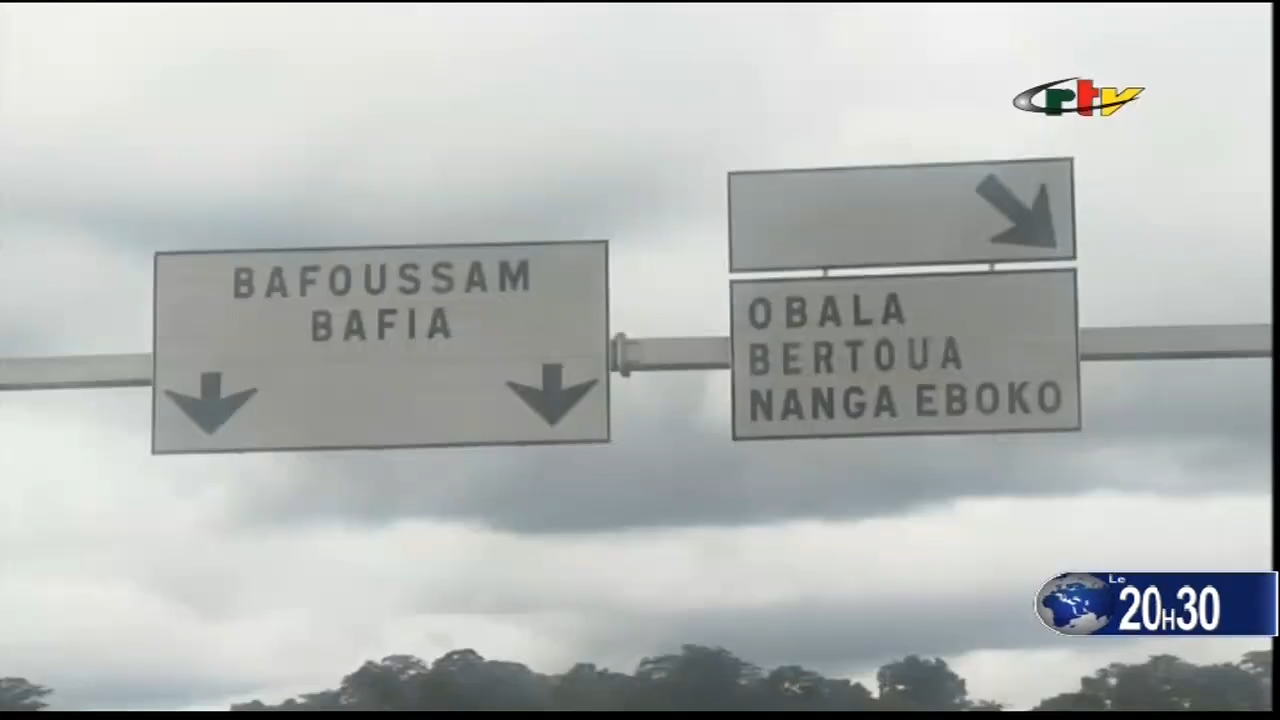 crtv
BAFOUSSAM
BAFIA
OBALA
BERTOUA
NANGA EBOKO
Le
20H30